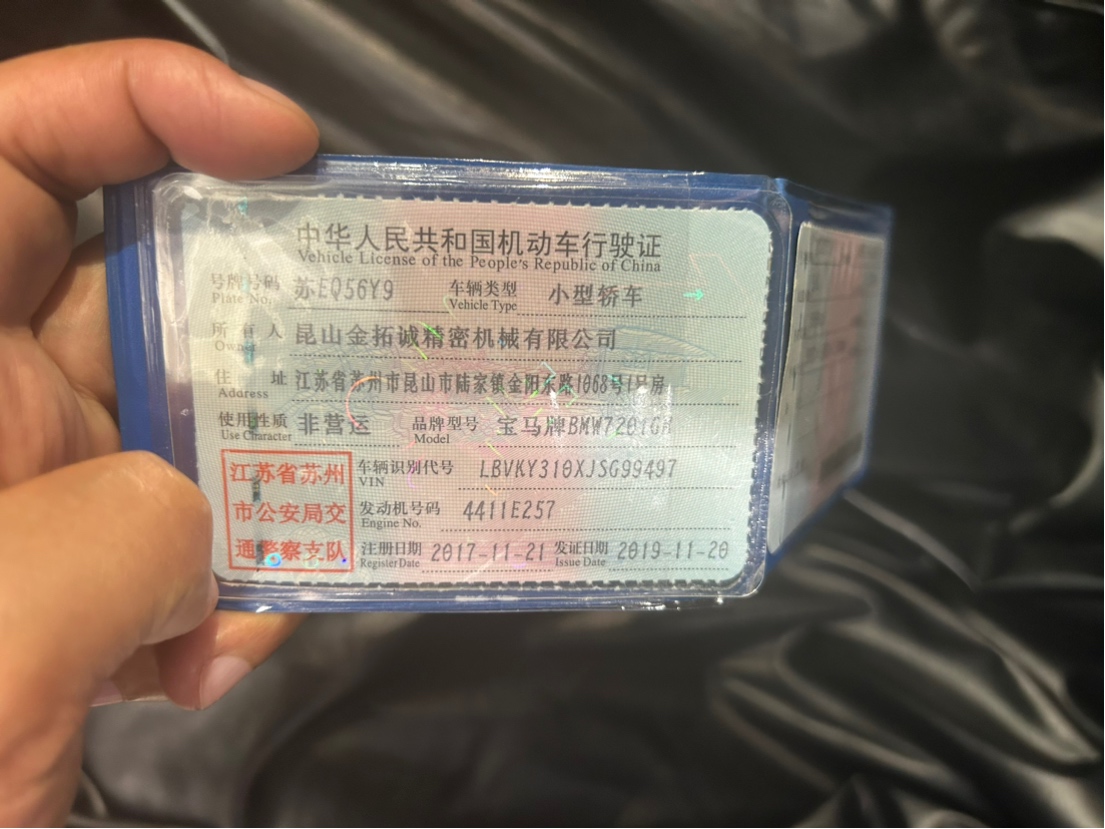 中华人民共和国机动车行驶证
Vehicle License of the People's Republic of China
号牌号码 苏EQ56Y9 车辆类型 小型轿车
Plate No. Vehicle Type
所有人 昆山金拓诚精密机械有限公司
Owner
住址 江苏省苏州市昆山市陆家镇金阳东路1068号1号房
Address
使用性质 非营运 品牌型号 宝马牌BMW7201GH
Use Character Model
江苏省苏州 车辆识别代号 LBVKY310XJSG99497
VIN
市公安局交 发动机号码 4411E257
Engine No.
通警察支队 注册日期 2017-11-21 发证日期 2019-11-20
Register Date Issue Date